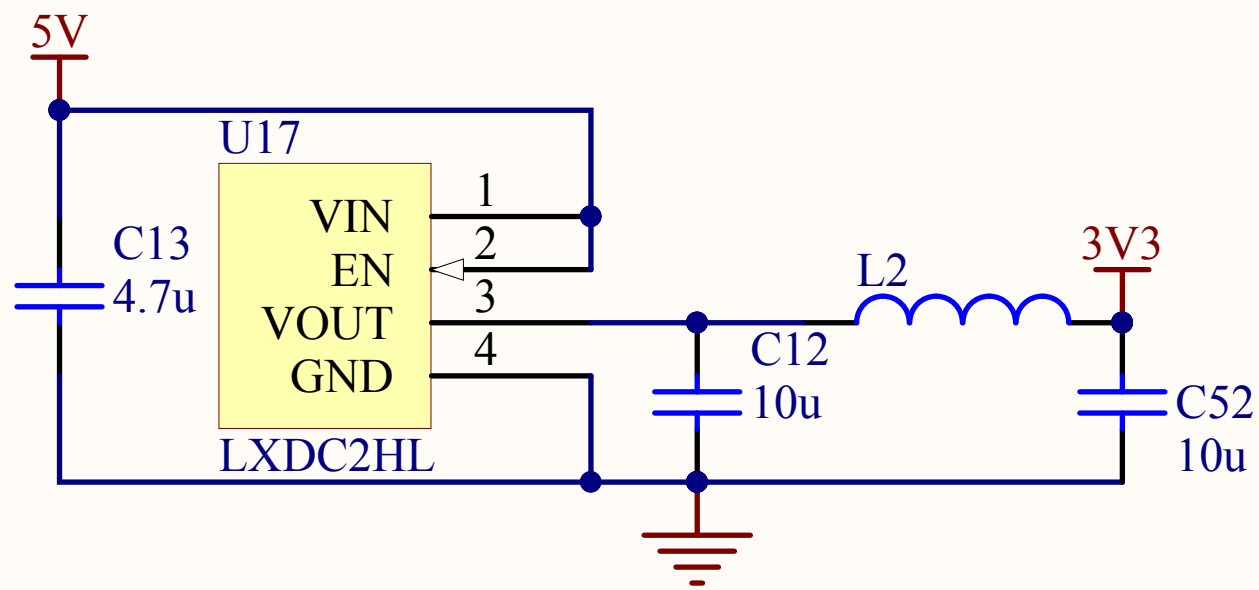 5V
U17
VIN
1
EN
2
VOUT
3
GND
4
LXDC2HL
C13
4.7u
C12
10u
L2
3V3
C52
10u